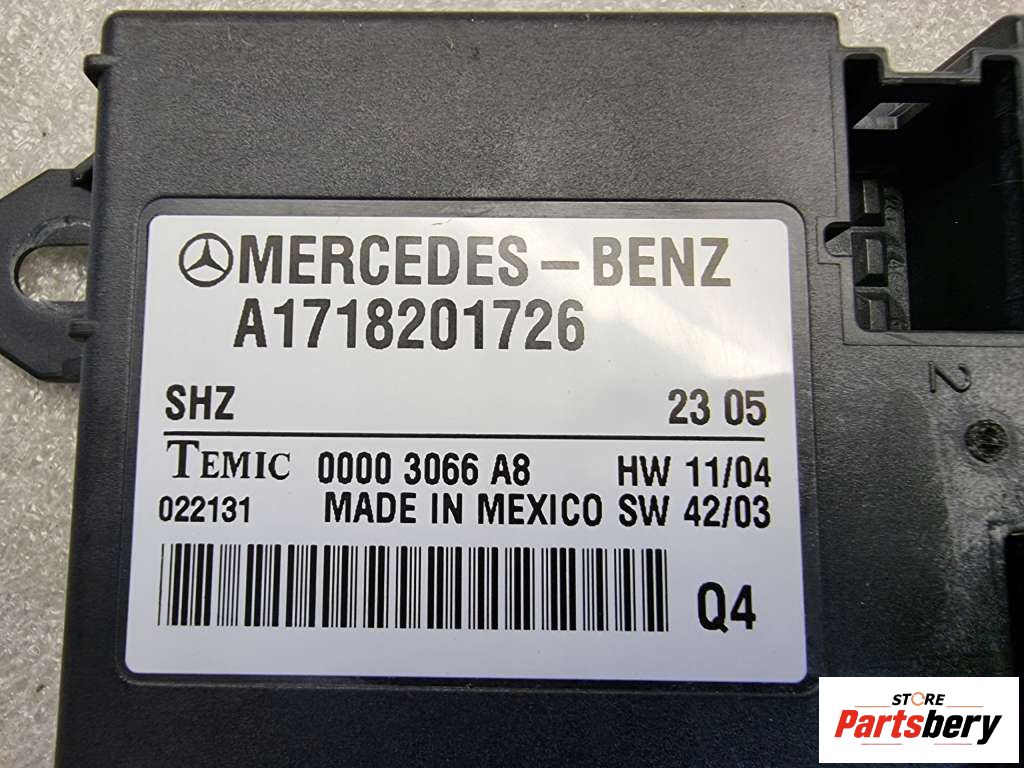 MERCEDES-BENZ
A1718201726
SHZ 23 05
TEMIC 0000 3066 A8 HW 11/04
022131 MADE IN MEXICO SW 42/03
Q4
2
STORE
Partsbery